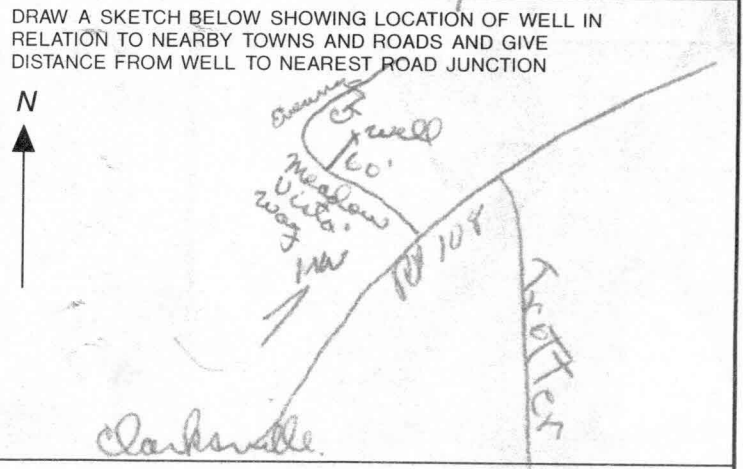 DRAW A SKETCH BELOW SHOWING LOCATION OF WELL IN
RELATION TO NEARBY TOWNS AND ROADS AND GIVE
DISTANCE FROM WELL TO NEAREST ROAD JUNCTION
N
Evening
well
60'
Meadow
Vista
Way
Rt 108
Trotter
Clarksville